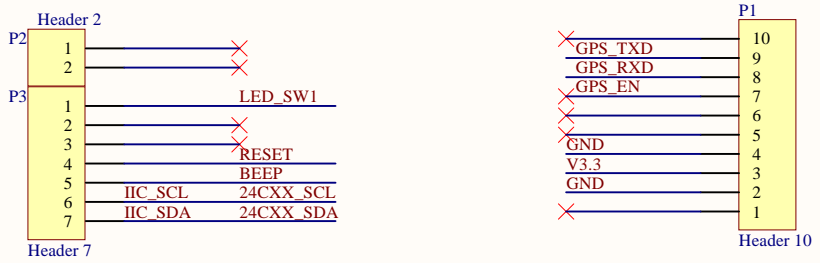 Header 2
P2
1
2
P3
1 LED_SW1
2
3
4 RESET
5 BEEP
6 IIC_SCL 24CXX_SCL
7 IIC_SDA 24CXX_SDA
Header 7
P1
10
GPS_TXD 9
GPS_RXD 8
GPS_EN 7
6
5
GND 4
V3.3 3
GND 2
1
Header 10